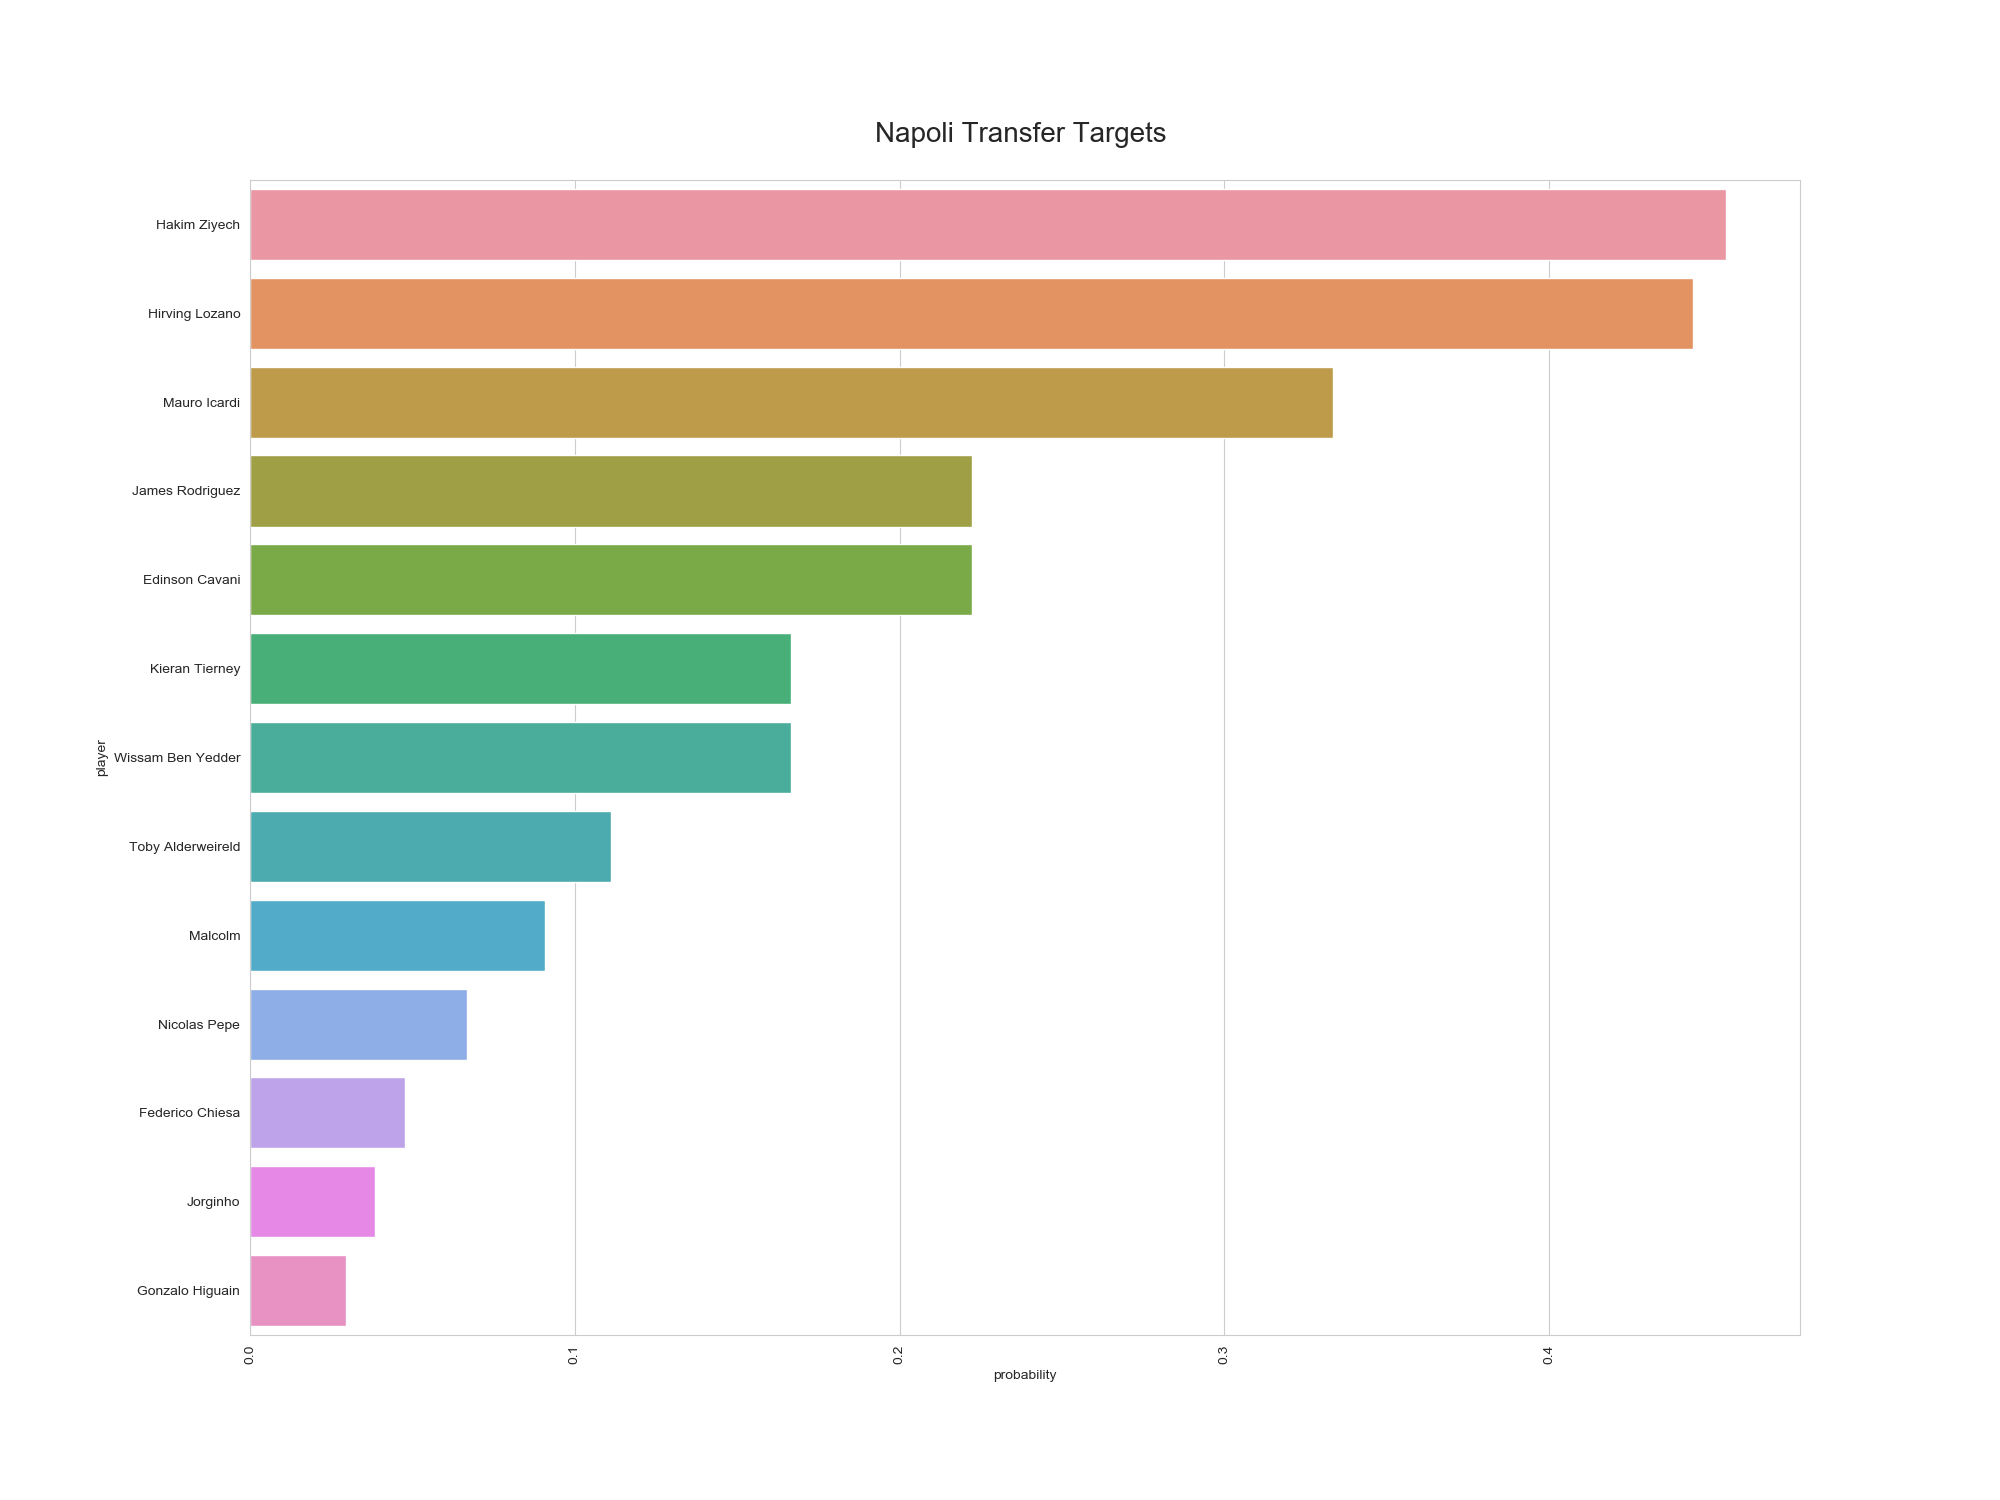 Napoli Transfer Targets
Hakim Ziyech
Hirving Lozano
Mauro Icardi
James Rodriguez
Edinson Cavani
Kieran Tierney
player
Wissam Ben Yedder
Toby Alderweireld
Malcolm
Nicolas Pepe
Federico Chiesa
Jorginho
Gonzalo Higuain
0.0 0.1 0.2 0.3 0.4
probability